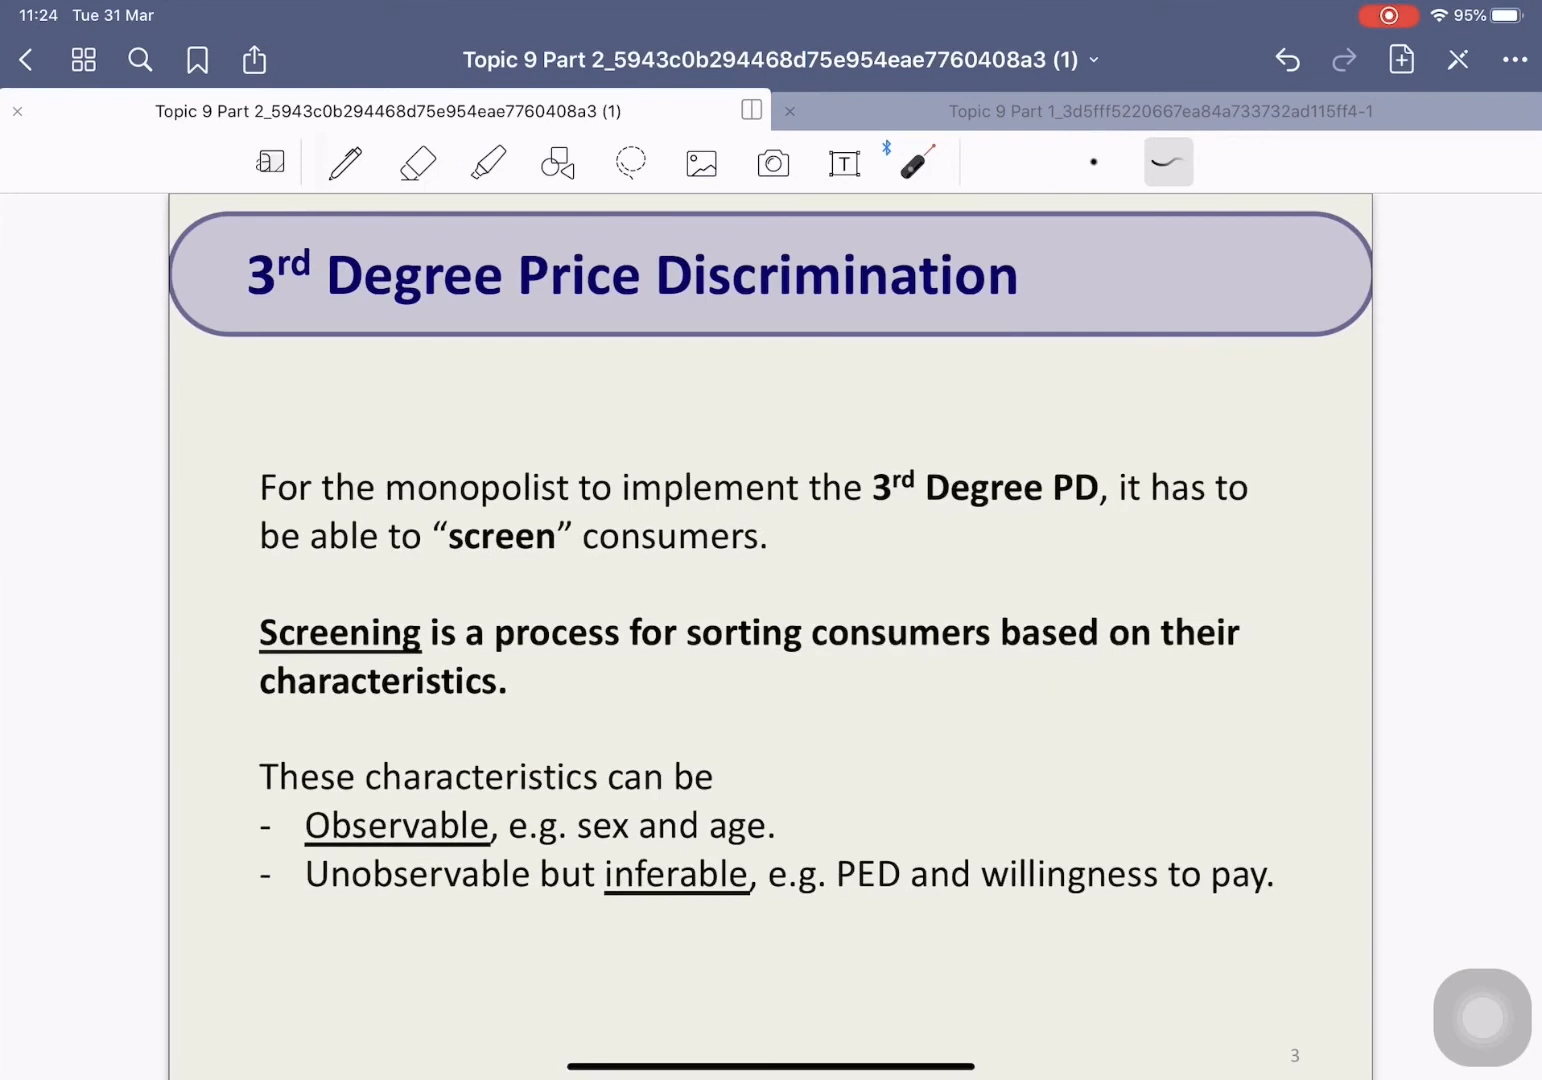 11:24 Tue 31 Mar
95%
Topic 9 Part 2_5943c0b294468d75e954eae7760408a3 (1)
Topic 9 Part 2_5943c0b294468d75e954eae7760408a3 (1)
Topic 9 Part 1_3d5fff5220667ea84a733732ad115ff4-1
3rd Degree Price Discrimination
For the monopolist to implement the 3rd Degree PD, it has to
be able to “screen” consumers.
Screening is a process for sorting consumers based on their
characteristics.
These characteristics can be
- Observable, e.g. sex and age.
- Unobservable but inferable, e.g. PED and willingness to pay.
3